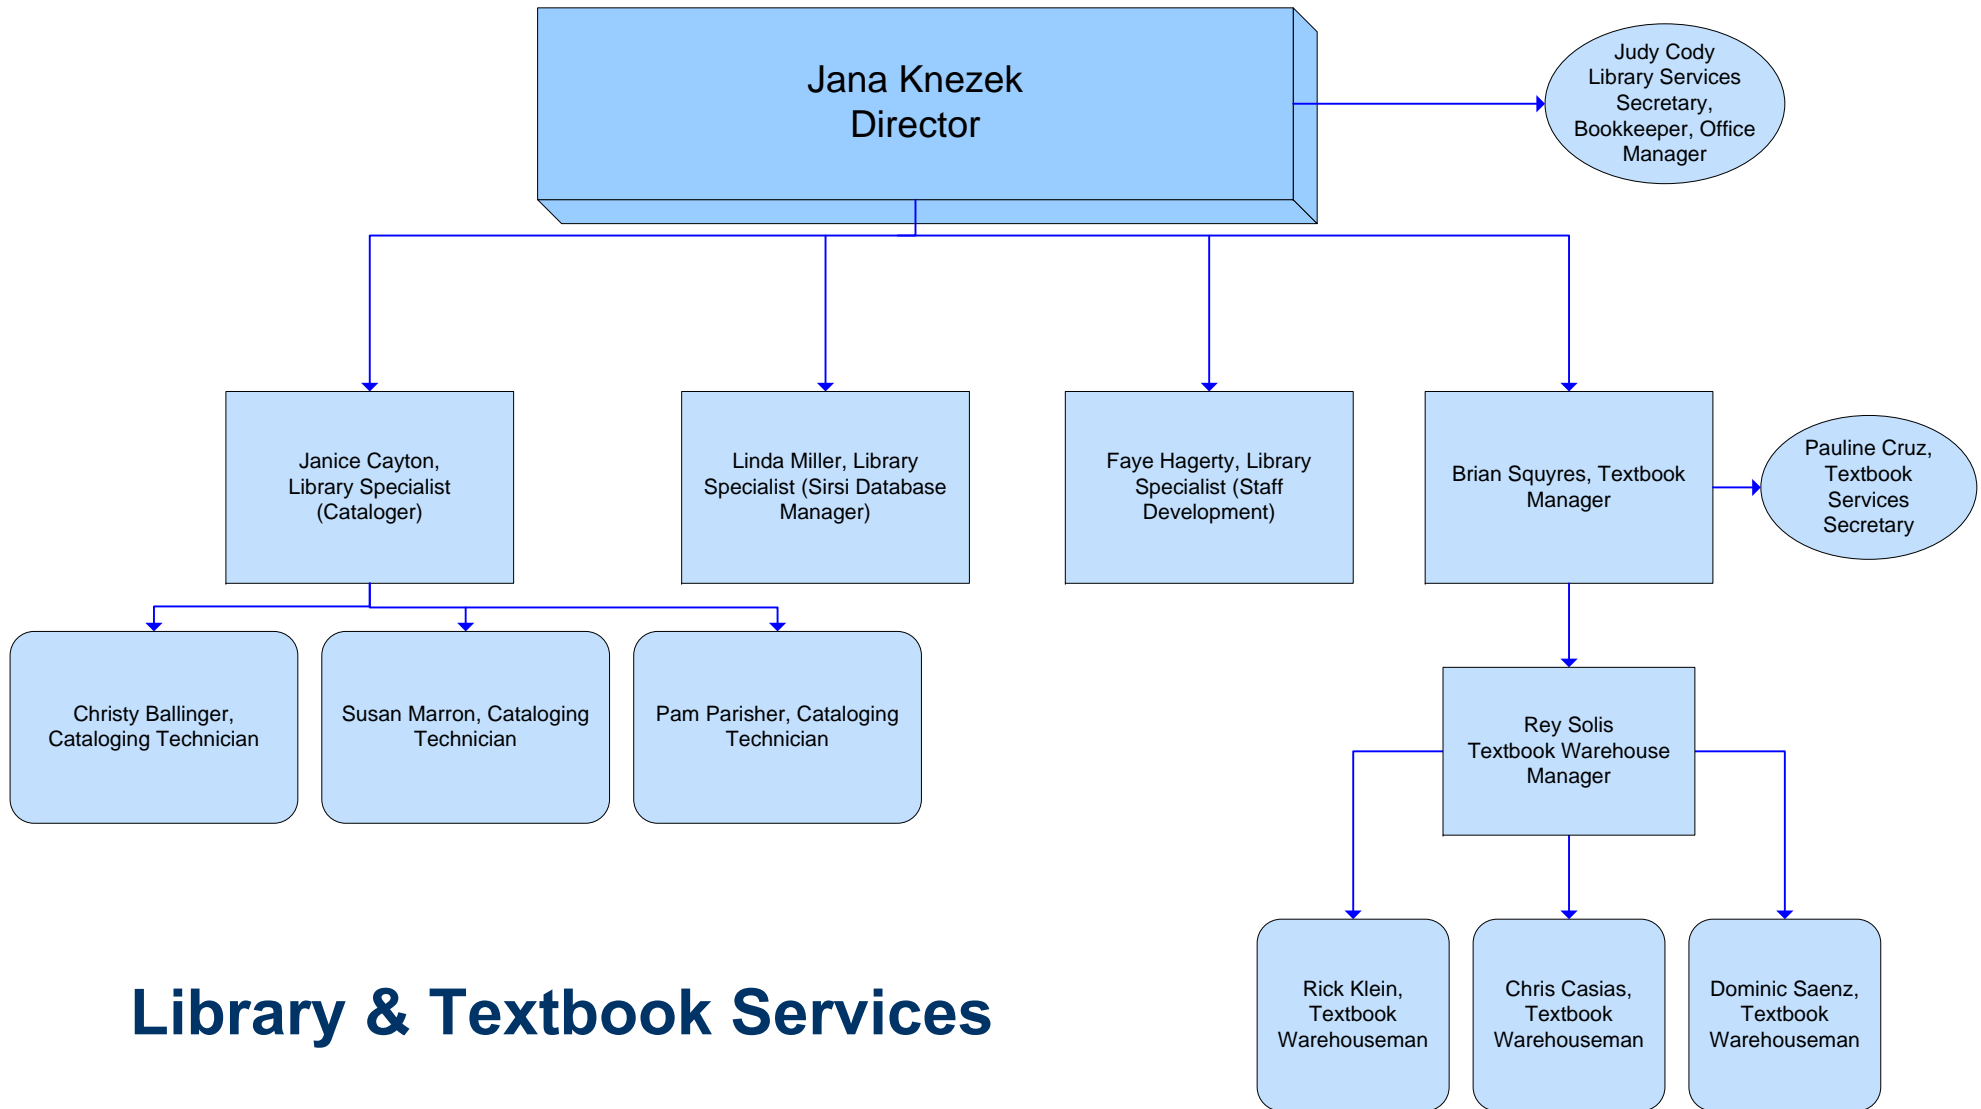 Jana Knezek
Director
Judy Cody
Library Services
Secretary,
Bookkeeper, Office
Manager
Janice Cayton,
Library Specialist
(Cataloger)
Linda Miller, Library
Specialist (Sirsi Database
Manager)
Faye Hagerty, Library
Specialist (Staff
Development)
Brian Squyres, Textbook
Manager
Pauline Cruz,
Textbook
Services
Secretary
Christy Ballinger,
Cataloging Technician
Susan Marron, Cataloging
Technician
Pam Parisher, Cataloging
Technician
Rey Solis
Textbook Warehouse
Manager
Rick Klein,
Textbook
Warehouseman
Chris Casias,
Textbook
Warehouseman
Dominic Saenz,
Textbook
Warehouseman
Library & Textbook Services